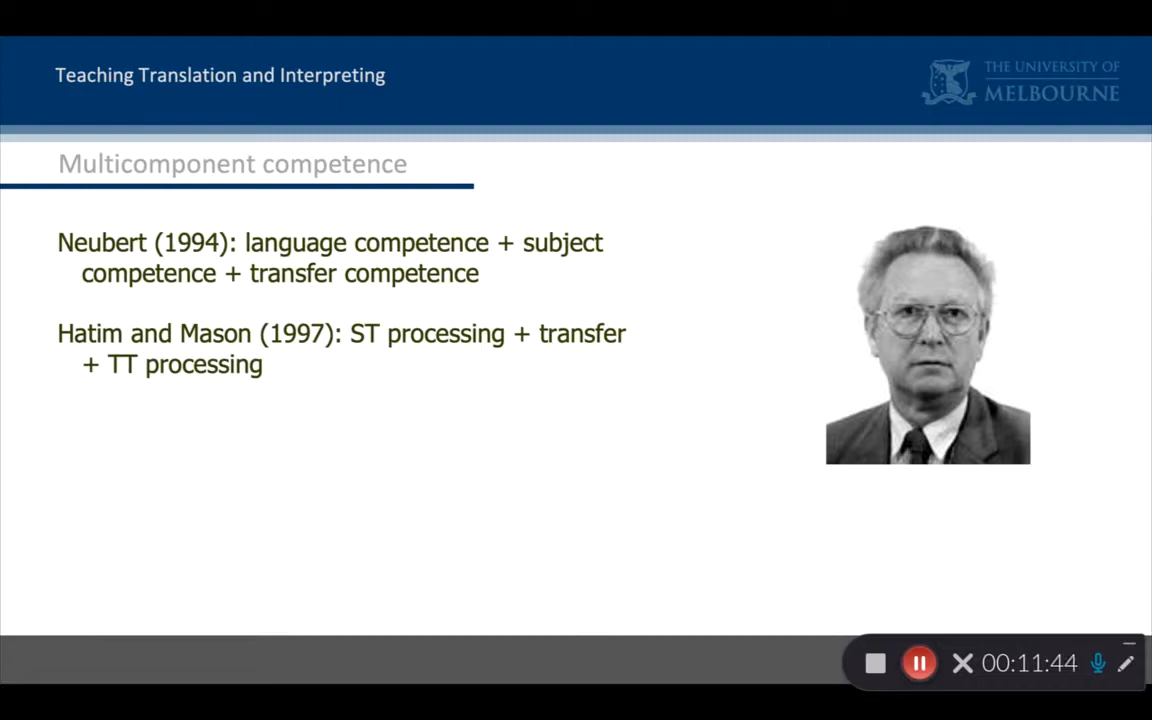 Teaching Translation and Interpreting
THE UNIVERSITY OF
MELBOURNE
Multicomponent competence
Neubert (1994): language competence + subject
competence + transfer competence
Hatim and Mason (1997): ST processing + transfer
+ TT processing
00:11:44